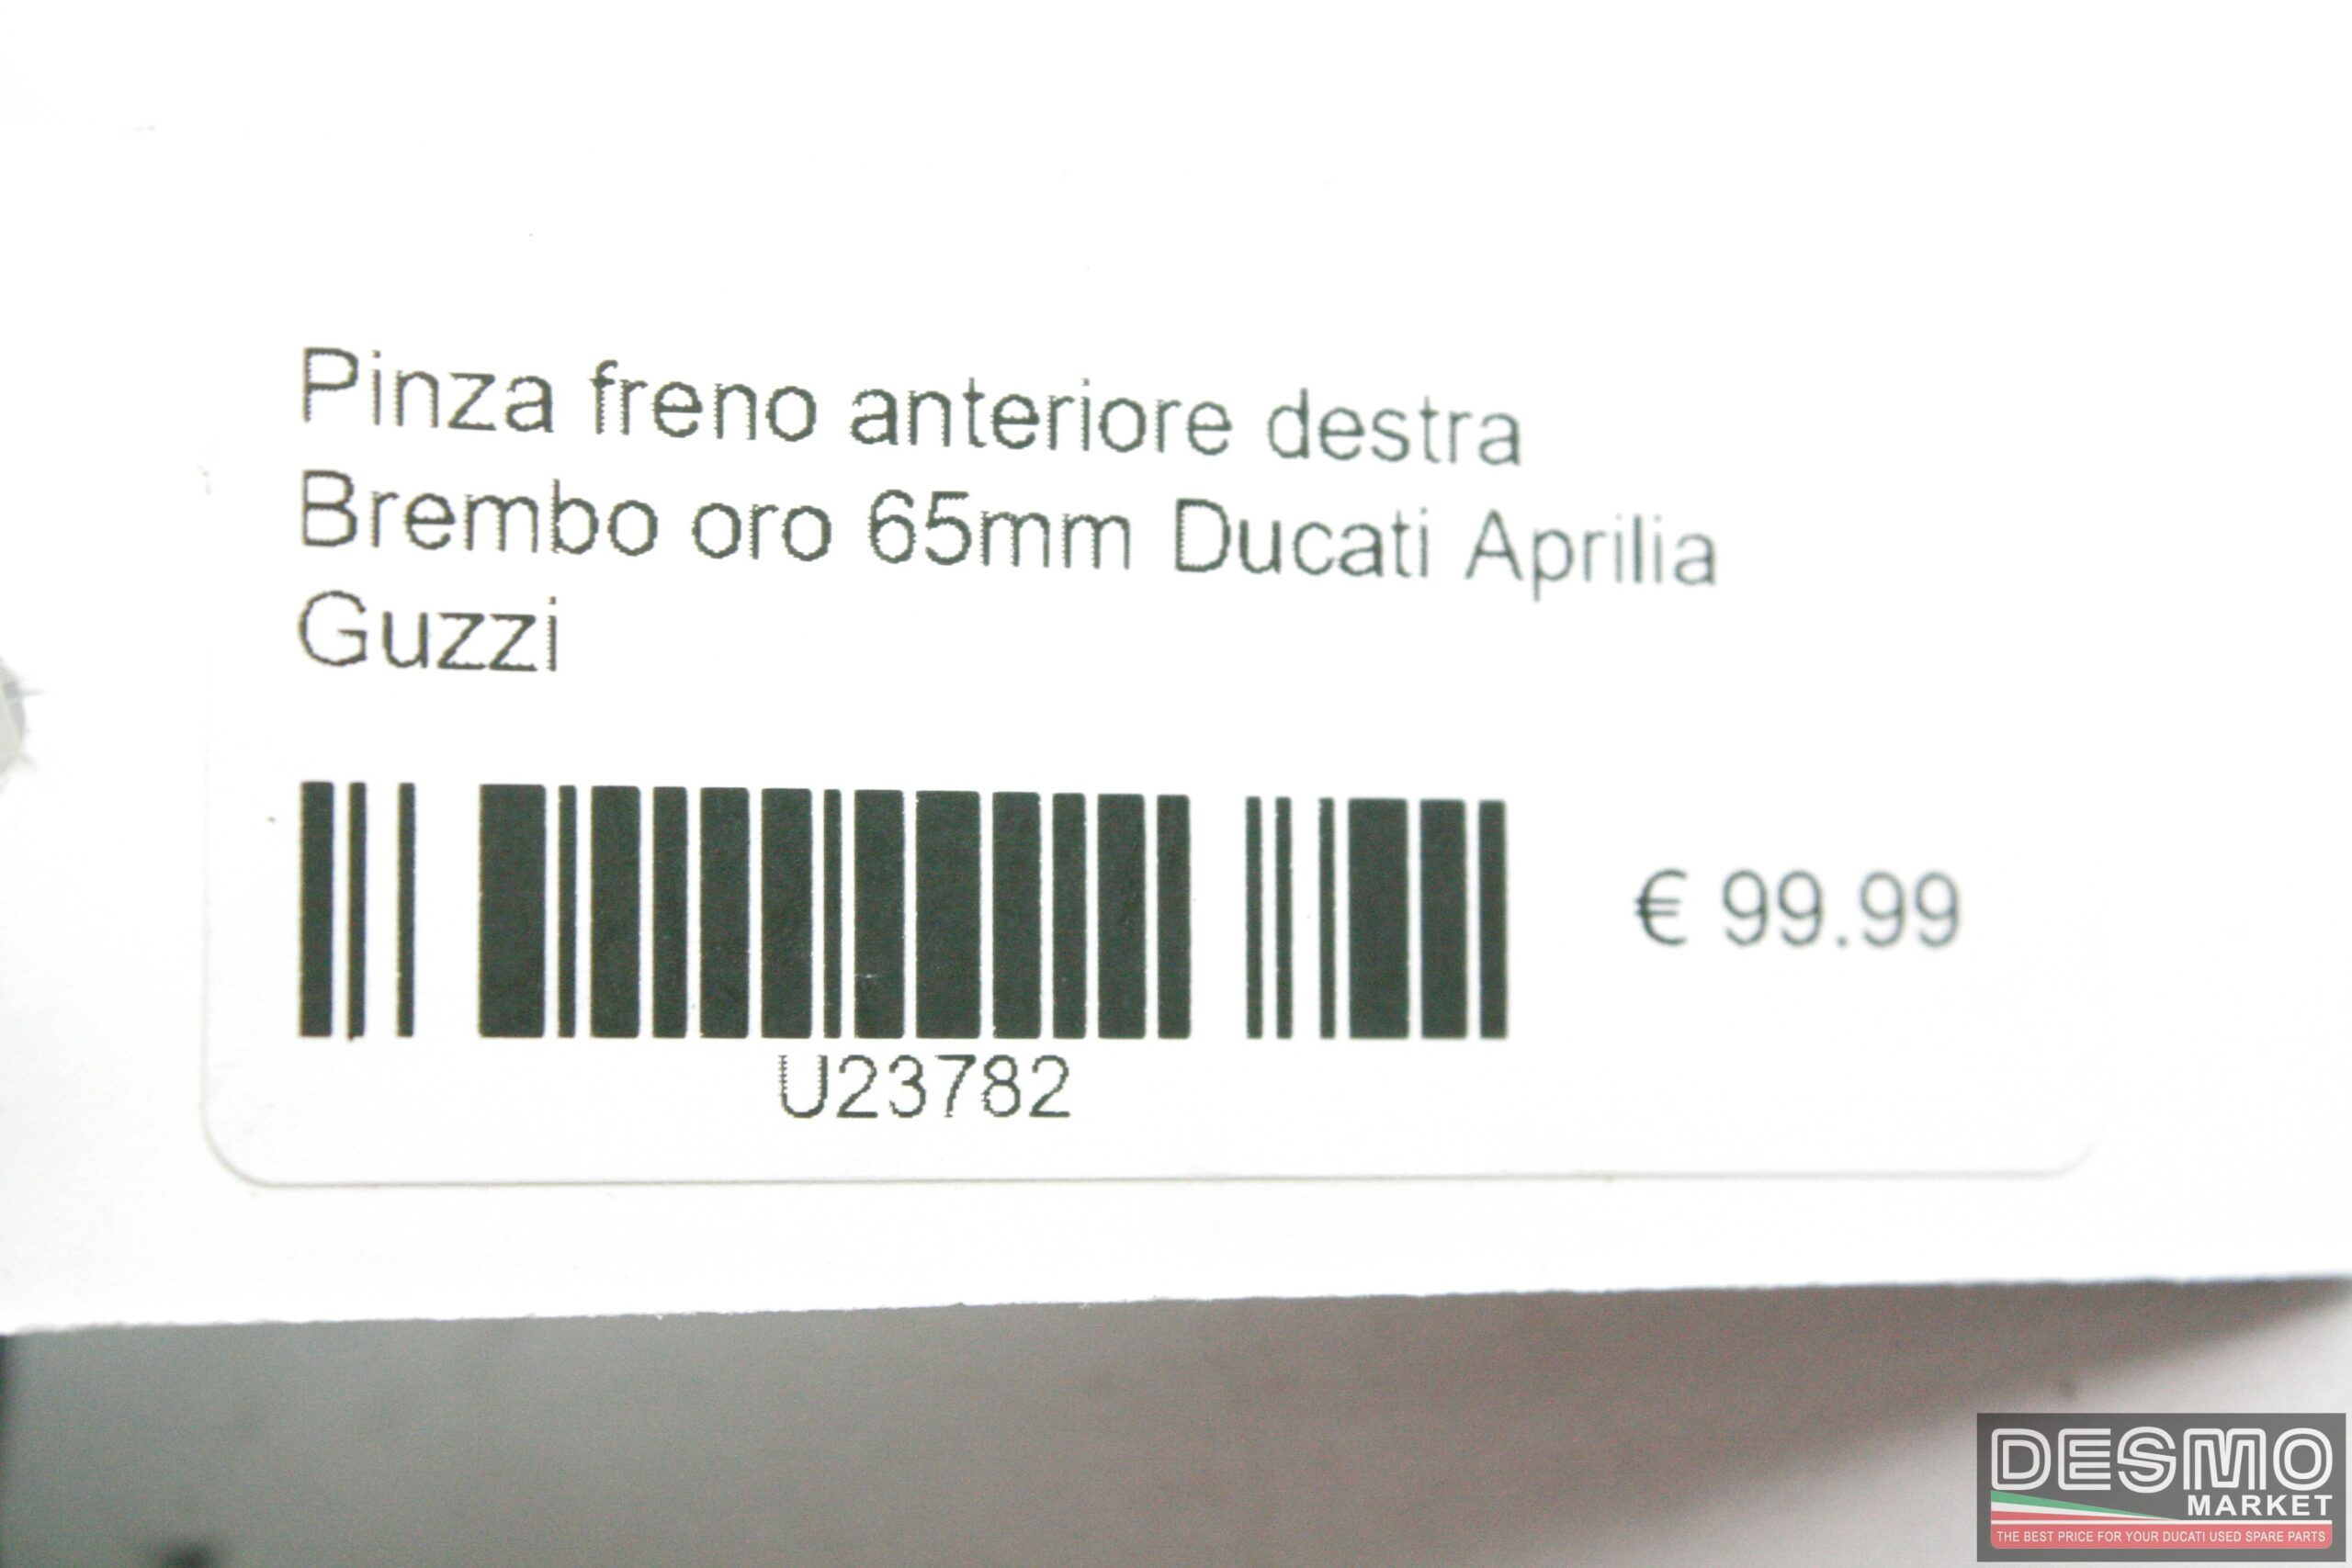 Pinza freno anteriore destra
Brembo oro 65mm Ducati Aprilia
Guzzi
€ 99.99
U23782
DESMO
MARKET
THE BEST PRICE FOR YOUR DUCATI USED SPARE PARTS